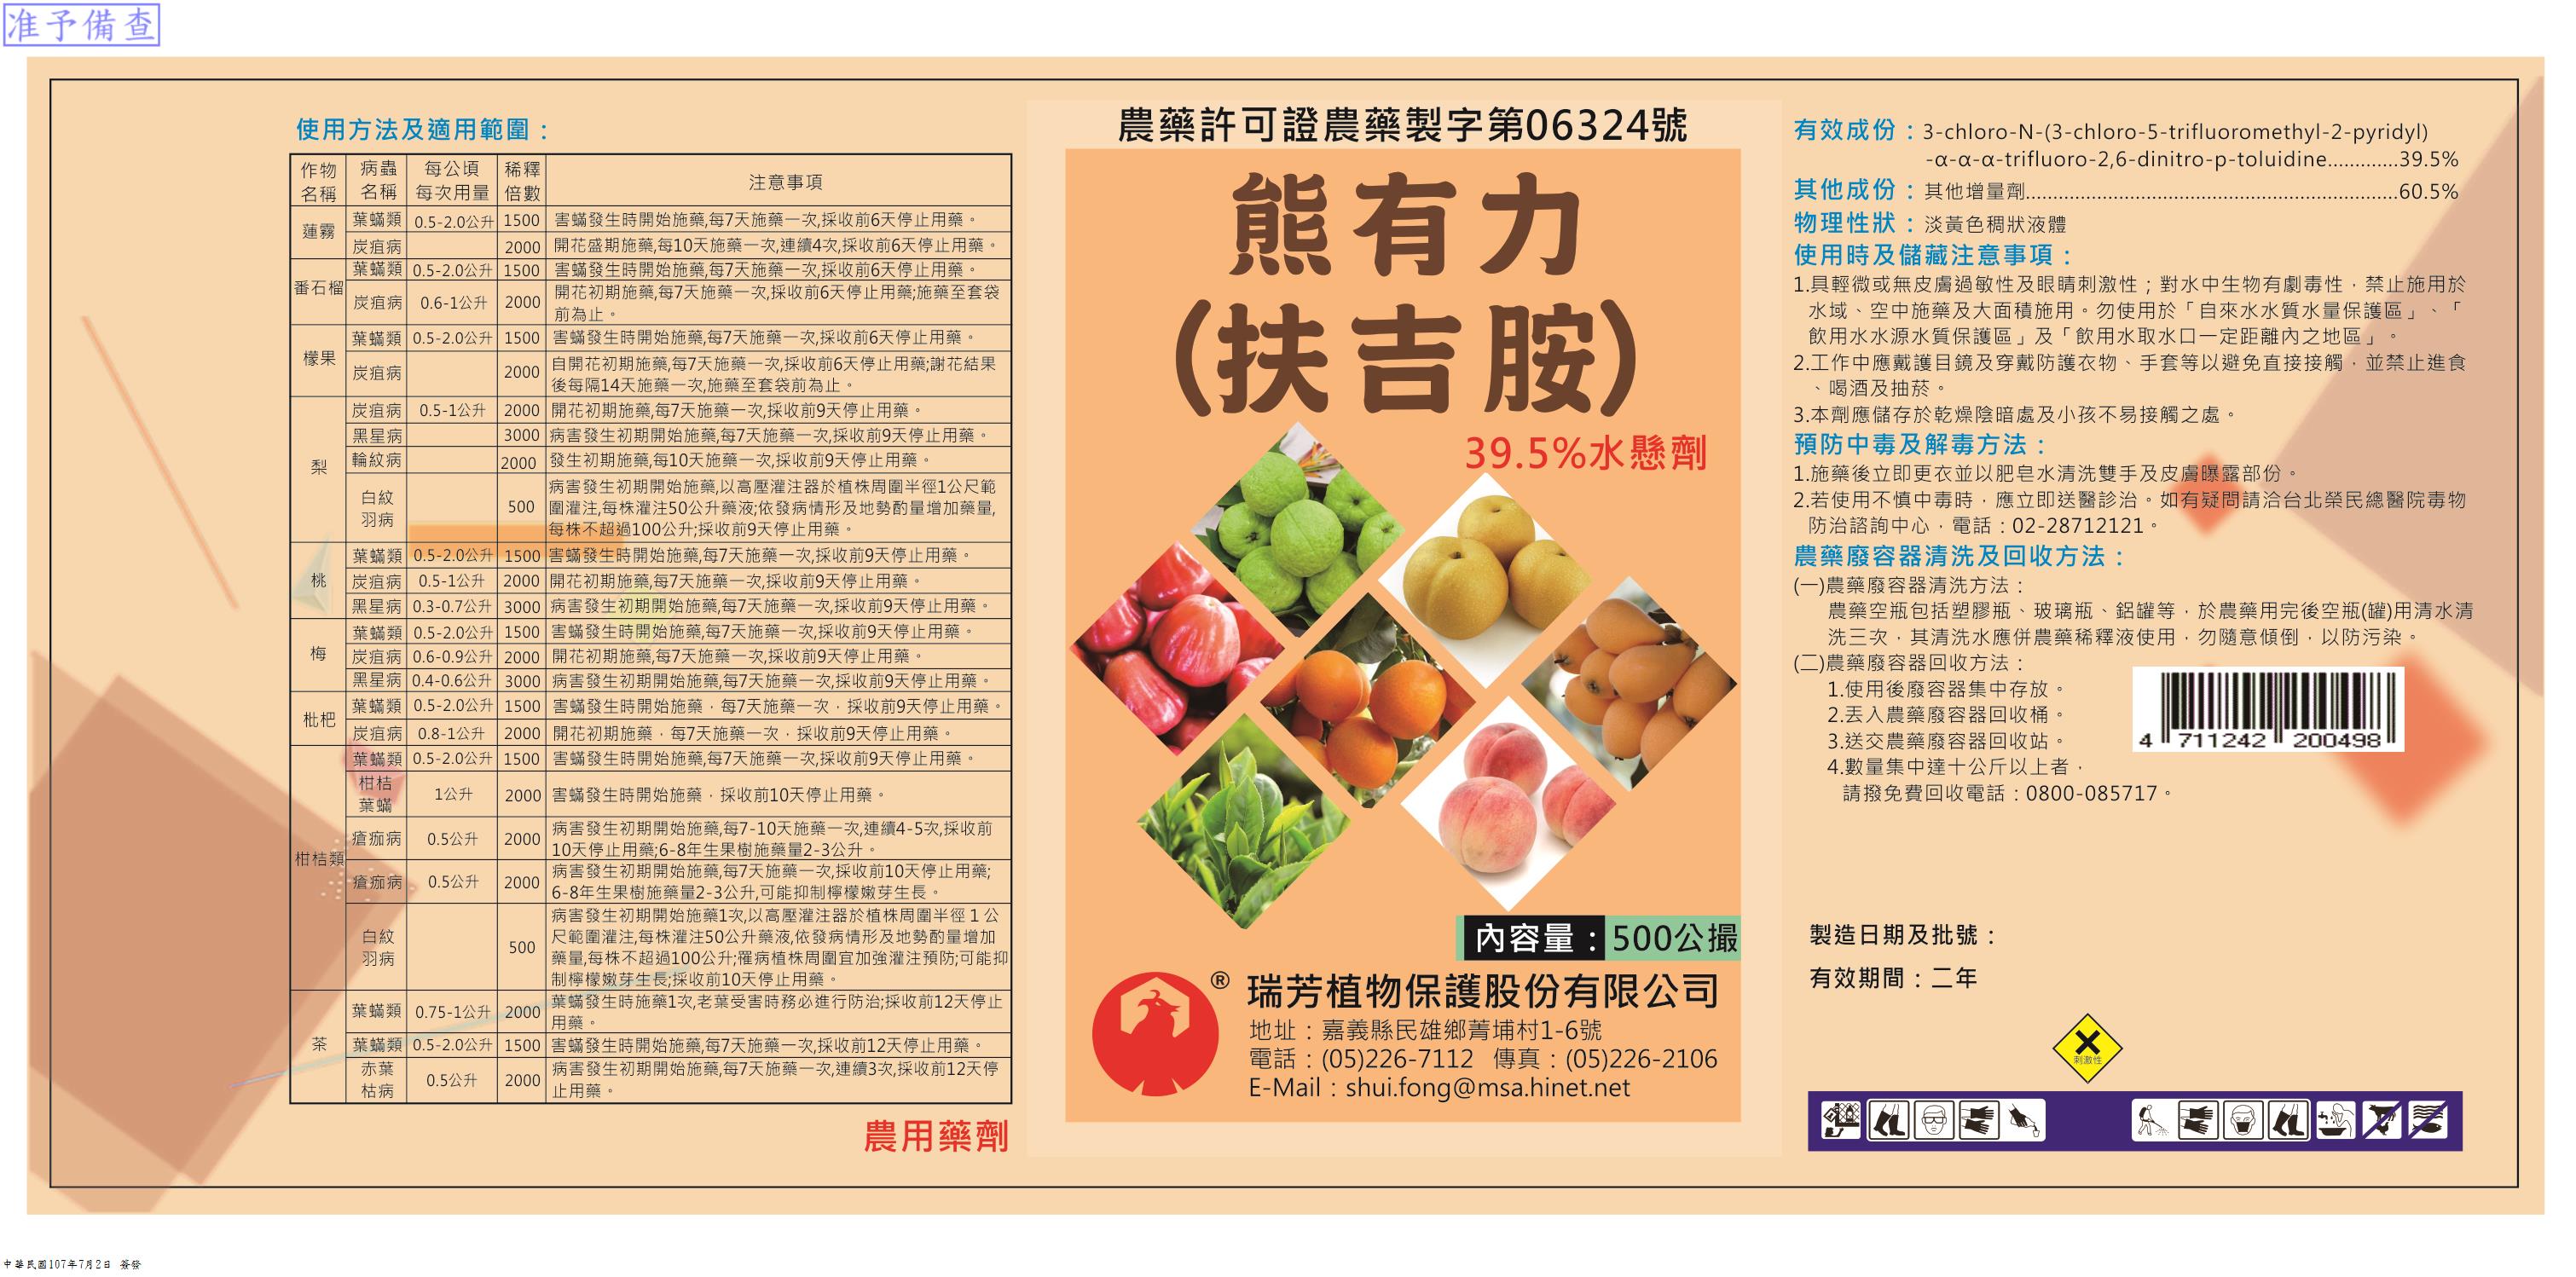 准予備查
使用方法及適用範圍：
作物名稱 病蟲名稱 每公頃每次用量 稀釋倍數 注意事項
蓮霧 葉蟎類 0.5-2.0公升 1500 害蟎發生時開始施藥,每7天施藥一次,採收前6天停止用藥。
炭疽病 2000 開花盛期施藥,每10天施藥一次,連續4次,採收前6天停止用藥。
番石榴 葉蟎類 0.5-2.0公升 1500 害蟎發生時開始施藥,每7天施藥一次,採收前6天停止用藥。
炭疽病 0.6-1公升 2000 開花初期施藥,每7天施藥一次,採收前6天停止用藥;施藥至套袋
前為止。
檬果 葉蟎類 0.5-2.0公升 1500 害蟎發生時開始施藥,每7天施藥一次,採收前6天停止用藥。
炭疽病 2000 自開花初期施藥,每7天施藥一次,採收前6天停止用藥;謝花結果
後每隔14天施藥一次,施藥至套袋前為止。
梨 炭疽病 0.5-1公升 2000 開花初期施藥,每7天施藥一次,採收前9天停止用藥。
黑星病 3000 病害發生初期開始施藥,每7天施藥一次,採收前9天停止用藥。
輪紋病 2000 發生初期施藥,每10天施藥一次,採收前9天停止用藥。
白紋羽病 500 病害發生初期開始施藥,以高壓灌注器於植株周圍半徑1公尺範
圍灌注,每株灌注50公升藥液;依發病情形及地勢酌量增加藥量,
每株不超過100公升;採收前9天停止用藥。
桃 葉蟎類 0.5-2.0公升 1500 害蟎發生時開始施藥,每7天施藥一次,採收前9天停止用藥。
炭疽病 0.5-1公升 2000 開花初期施藥,每7天施藥一次,採收前9天停止用藥。
黑星病 0.3-0.7公升 3000 病害發生初期開始施藥,每7天施藥一次,採收前9天停止用藥。
梅 葉蟎類 0.5-2.0公升 1500 害蟎發生時開始施藥,每7天施藥一次,採收前9天停止用藥。
炭疽病 0.6-0.9公升 2000 開花初期施藥,每7天施藥一次,採收前9天停止用藥。
黑星病 0.4-0.6公升 3000 病害發生初期開始施藥,每7天施藥一次,採收前9天停止用藥。
枇杷 葉蟎類 0.5-2.0公升 1500 害蟎發生時開始施藥，每7天施藥一次，採收前9天停止用藥。
炭疽病 0.8-1公升 2000 開花初期施藥，每7天施藥一次，採收前9天停止用藥。
柑桔類 葉蟎類 0.5-2.0公升 1500 害蟎發生時開始施藥,每7天施藥一次,採收前9天停止用藥。
柑桔葉蟎 1公升 2000 害蟎發生時開始施藥，採收前10天停止用藥。
瘡痂病 0.5公升 2000 病害發生初期開始施藥,每7-10天施藥一次,連續4-5次,採收前
10天停止用藥;6-8年生果樹施藥量2-3公升。
瘡痂病 0.5公升 2000 病害發生初期開始施藥,每7天施藥一次,採收前10天停止用藥;
6-8年生果樹施藥量2-3公升,可能抑制檸檬嫩芽生長。
白紋羽病 500 病害發生初期開始施藥1次,以高壓灌注器於植株周圍半徑1公
尺範圍灌注,每株灌注50公升藥液,依發病情形及地勢酌量增加
藥量,每株不超過100公升;罹病植株周圍宜加強灌注預防;可能抑
制檸檬嫩芽生長;採收前10天停止用藥。
茶 葉蟎類 0.75-1公升 2000 葉蟎發生時施藥1次,老葉受害時務必進行防治;採收前12天停止
用藥。
葉蟎類 0.5-2.0公升 1500 害蟎發生時開始施藥,每7天施藥一次,採收前12天停止用藥。
赤葉枯病 0.5公升 2000 病害發生初期開始施藥,每7天施藥一次,連續3次,採收前12天停
止用藥。
農用藥劑
農藥許可證農藥製字第06324號
熊有力
(扶吉胺)
39.5%水懸劑
內容量：500公撮
® 瑞芳植物保護股份有限公司
地址：嘉義縣民雄鄉菁埔村1-6號
電話：(05)226-7112 傳真：(05)226-2106
E-Mail：shui.fong@msa.hinet.net
有效成份：3-chloro-N-(3-chloro-5-trifluoromethyl-2-pyridyl)
-α-α-α-trifluoro-2,6-dinitro-p-toluidine.............39.5%
其他成份：其他增量劑......................................................................60.5%
物理性狀：淡黃色稠狀液體
使用時及儲藏注意事項：
1.具輕微或無皮膚過敏性及眼睛刺激性；對水中生物有劇毒性，禁止施用於
水域、空中施藥及大面積施用。勿使用於「自來水水質水量保護區」、「
飲用水水源水質保護區」及「飲用水取水口一定距離內之地區」。
2.工作中應戴護目鏡及穿戴防護衣物、手套等以避免直接接觸，並禁止進食
、喝酒及抽菸。
3.本劑應儲存於乾燥陰暗處及小孩不易接觸之處。
預防中毒及解毒方法：
1.施藥後立即更衣並以肥皂水清洗雙手及皮膚曝露部份。
2.若使用不慎中毒時，應立即送醫診治。如有疑問請洽台北榮民總醫院毒物
防治諮詢中心，電話：02-28712121。
農藥廢容器清洗及回收方法：
(一)農藥廢容器清洗方法：
農藥空瓶包括塑膠瓶、玻璃瓶、鋁罐等，於農藥用完後空瓶(罐)用清水清
洗三次，其清洗水應併農藥稀釋液使用，勿隨意傾倒，以防污染。
(二)農藥廢容器回收方法：
1.使用後廢容器集中存放。
2.丟入農藥廢容器回收桶。
3.送交農藥廢容器回收站。
4.數量集中達十公斤以上者，
請撥免費回收電話：0800-085717。
4 711242 200498
製造日期及批號：
有效期間：二年
刺激性
中華民國107年7月2日 簽發